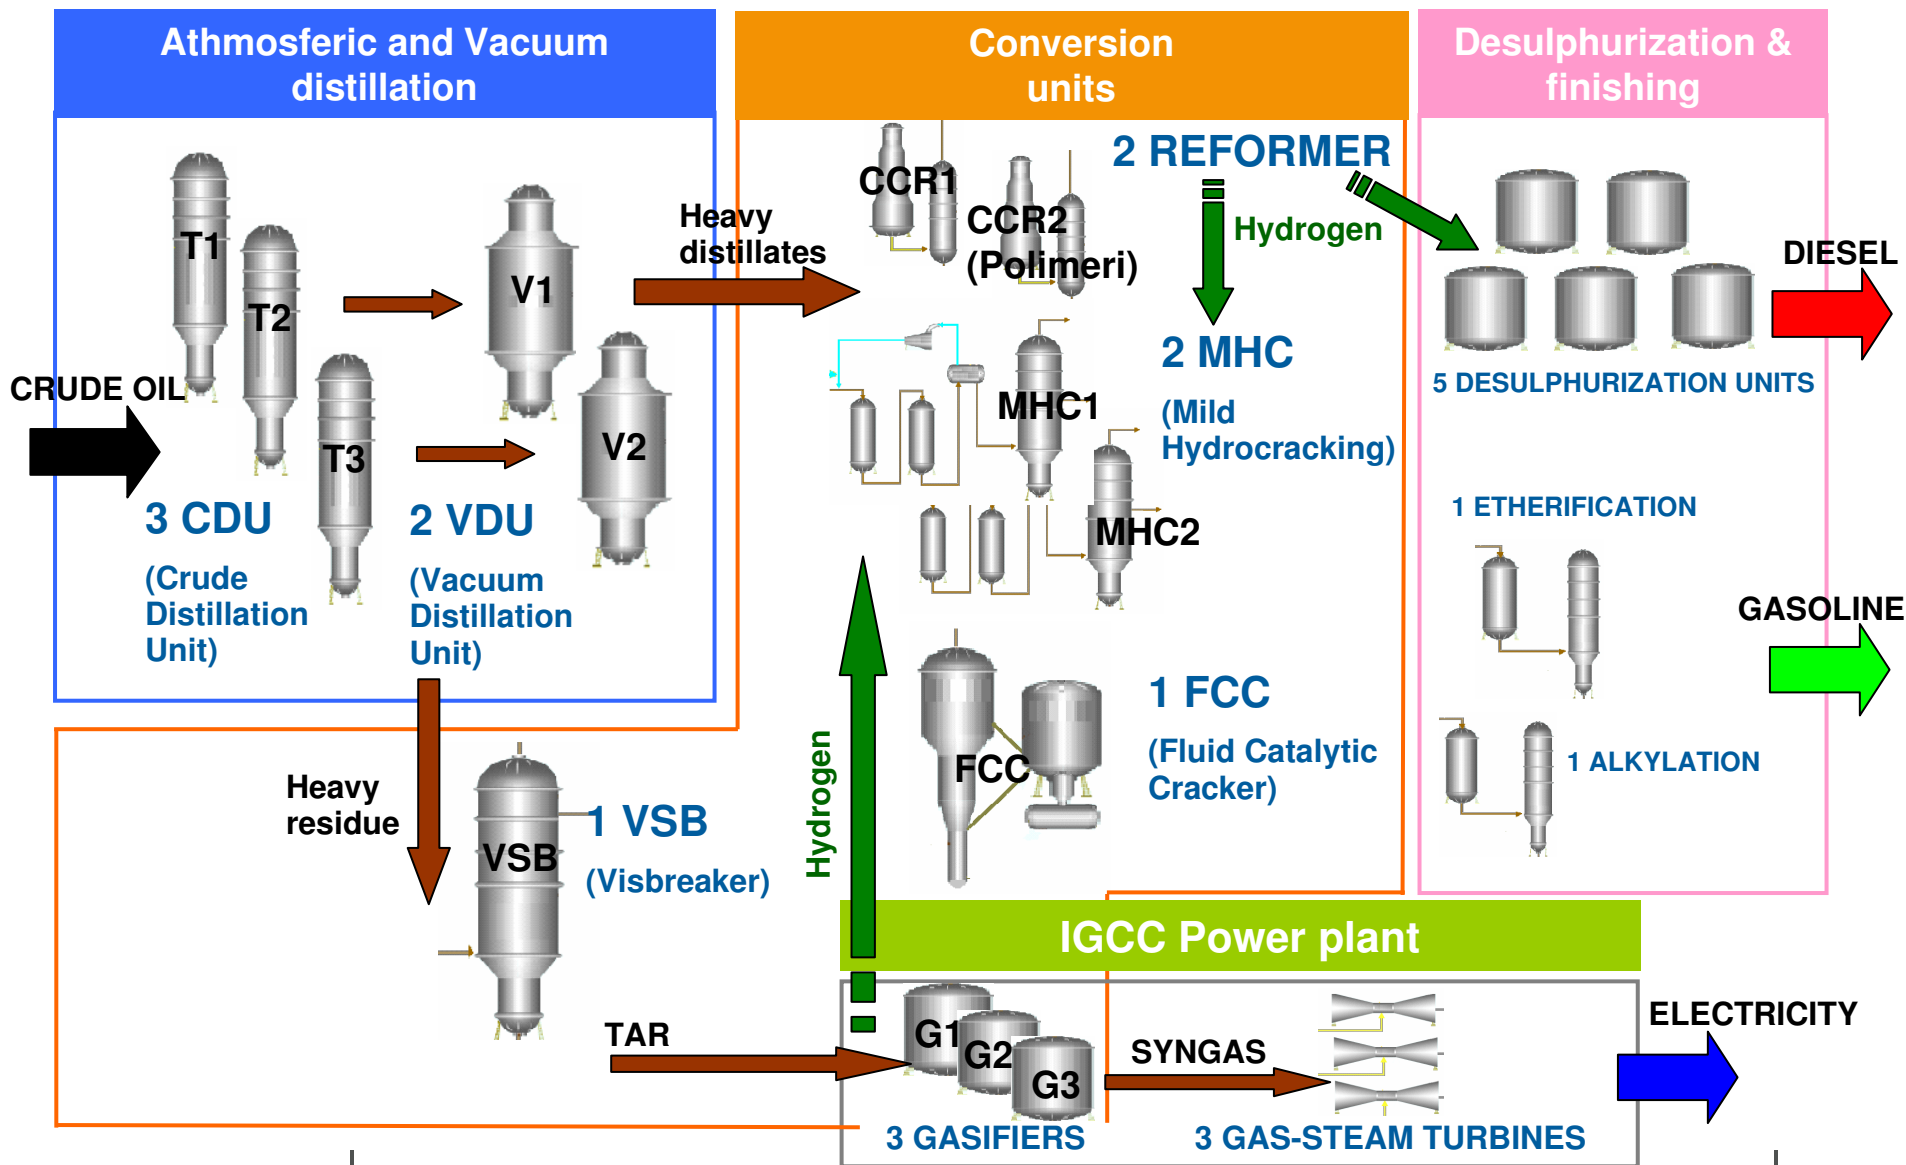 Athmosferic and Vacuum
distillation
Conversion
units
Desulphurization &
finishing
CRUDE OIL
T1
T2
T3
V1
V2
3 CDU
(Crude
Distillation
Unit)
2 VDU
(Vacuum
Distillation
Unit)
Heavy
distillates
CCR1
CCR2
(Polimeri)
2 REFORMER
Hydrogen
2 MHC
(Mild
Hydrocracking)
MHC1
MHC2
1 FCC
(Fluid Catalytic
Cracker)
FCC
Hydrogen
5 DESULPHURIZATION UNITS
DIESEL
1 ETHERIFICATION
GASOLINE
1 ALKYLATION
Heavy
residue
VSB
1 VSB
(Visbreaker)
TAR
IGCC Power plant
G1
G2
G3
3 GASIFIERS
SYNGAS
3 GAS-STEAM TURBINES
ELECTRICITY